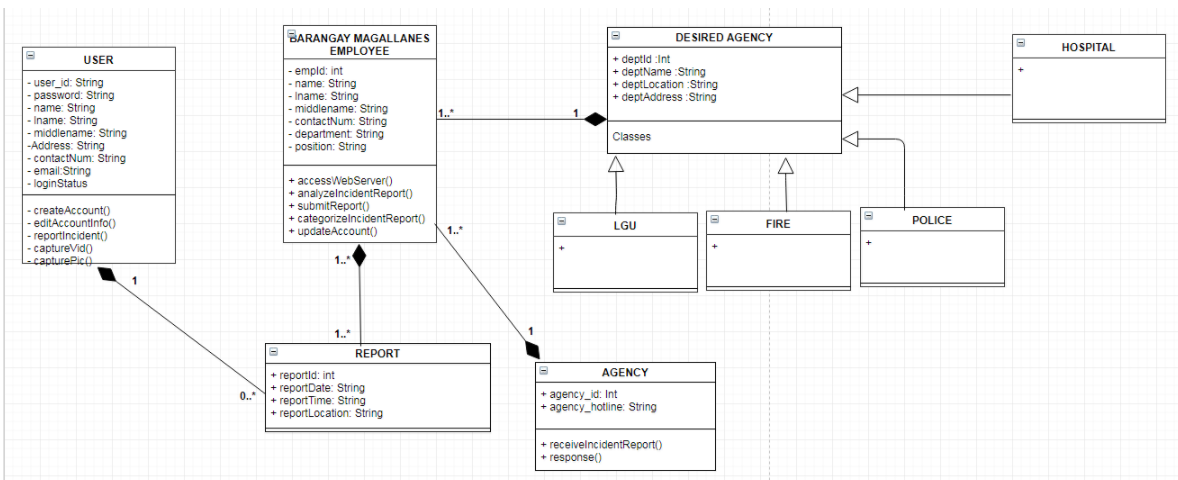 USER
- user_id: String
- password: String
- name: String
- lname: String
- middlename: String
-Address: String
- contactNum: String
- email:String
- loginStatus
- createAccount()
- editAccountInfo()
- reportIncident()
- captureVid()
- capturePic()
BARANGAY MAGALLANES
EMPLOYEE
- empId: int
- name: String
- lname: String
- middlename: String
- contactNum: String
- department: String
- position: String
+ accessWebServer()
+ analyzeIncidentReport()
+ submitReport()
+ categorizeIncidentReport()
+ updateAccount()
DESIRED AGENCY
+ deptId :Int
+ deptName :String
+ deptLocation :String
+ deptAddress :String
Classes
HOSPITAL
+
1..*
1
LGU
+
FIRE
+
POLICE
+
1..*
1..*
1
1..*
1
0..*
REPORT
+ reportId: int
+ reportDate: String
+ reportTime: String
+ reportLocation: String
AGENCY
+ agency_id: Int
+ agency_hotline: String
+ receiveIncidentReport()
+ response()